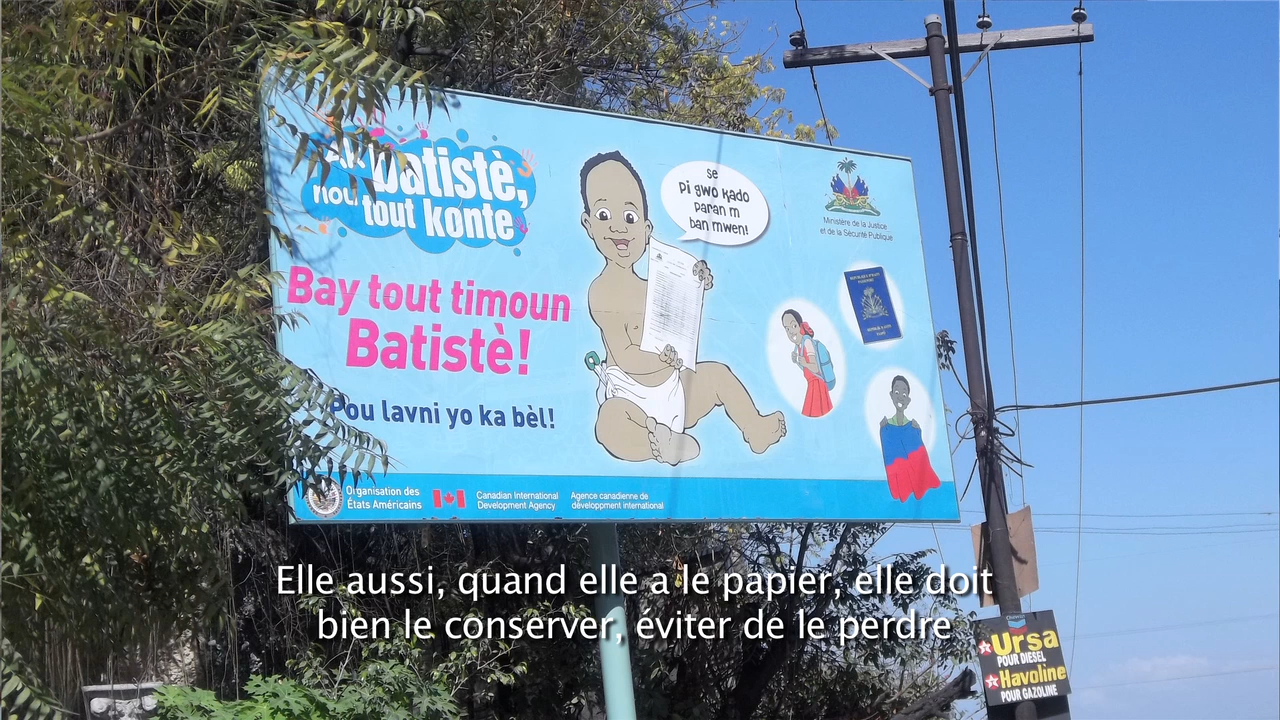 Ak batistè,
nou tout konte
Bay tout timoun
Batistè!
Pou lavni yo ka bèl!
se
pi gwo kado
paran m
ban mwen!
Ministère de la Justice
et de la Sécurité Publique
Organisation des
États Américains
Canadian International
Development Agency
Agence canadienne de
développment international
Elle aussi, quand elle a le papier, elle doit
bien le conserver, éviter de le perdre
Ursa
POUR DIESEL
Havoline
POUR GAZOLINE